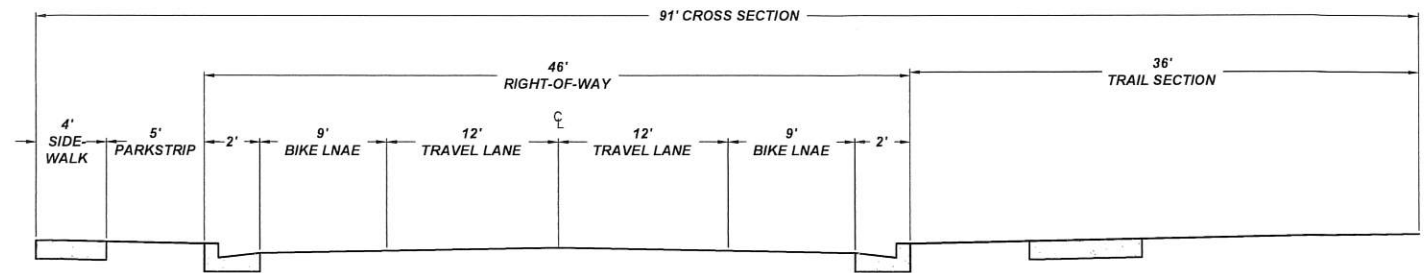 91' CROSS SECTION
46'
RIGHT-OF-WAY
36'
TRAIL SECTION
4'
SIDE-
WALK
5'
PARKSTRIP
2'
9'
BIKE LNAE
12'
TRAVEL LANE
℄
12'
TRAVEL LANE
9'
BIKE LNAE
2'